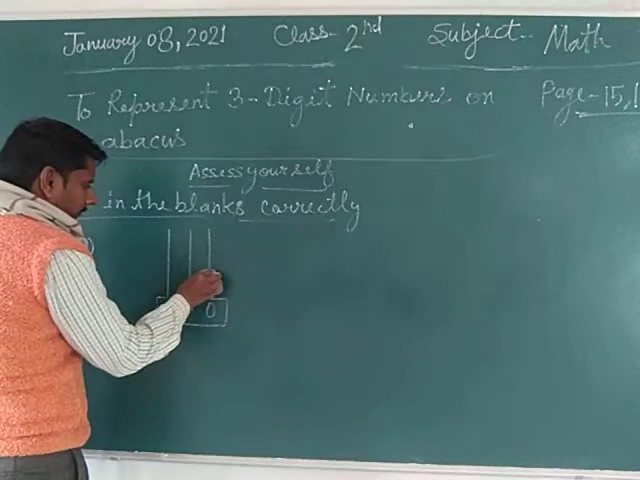 January 08, 2021 Class- 2nd Subject- Math
To Represent 3-Digit Numbers on Page-15,1
abacus
Assess yourself
in the blanks correctly
O